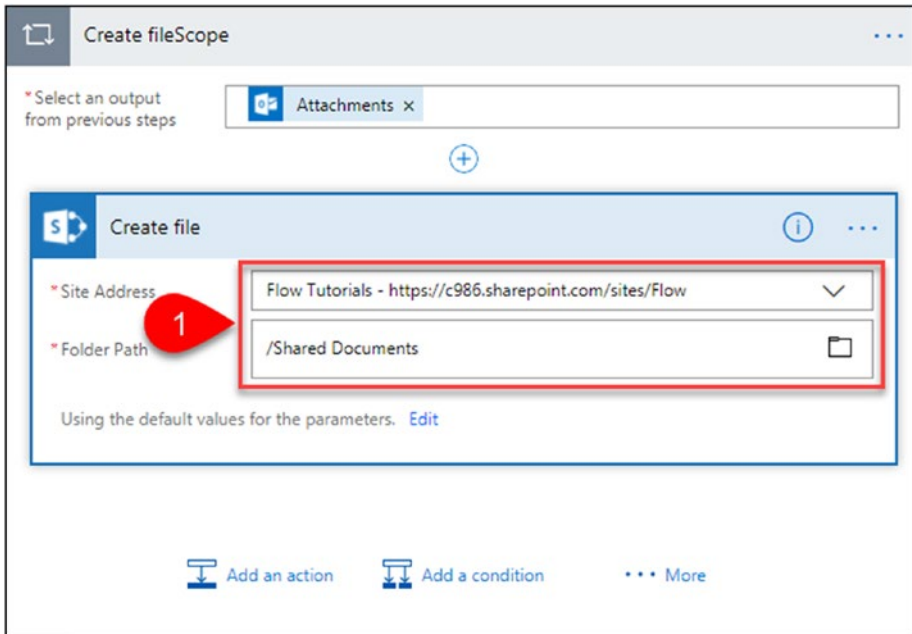 Create fileScope
* Select an output
from previous steps
Attachments ×
Create file
* Site Address
Flow Tutorials - https://c986.sharepoint.com/sites/Flow
1
* Folder Path
/Shared Documents
Using the default values for the parameters. Edit
Add an action Add a condition ••• More